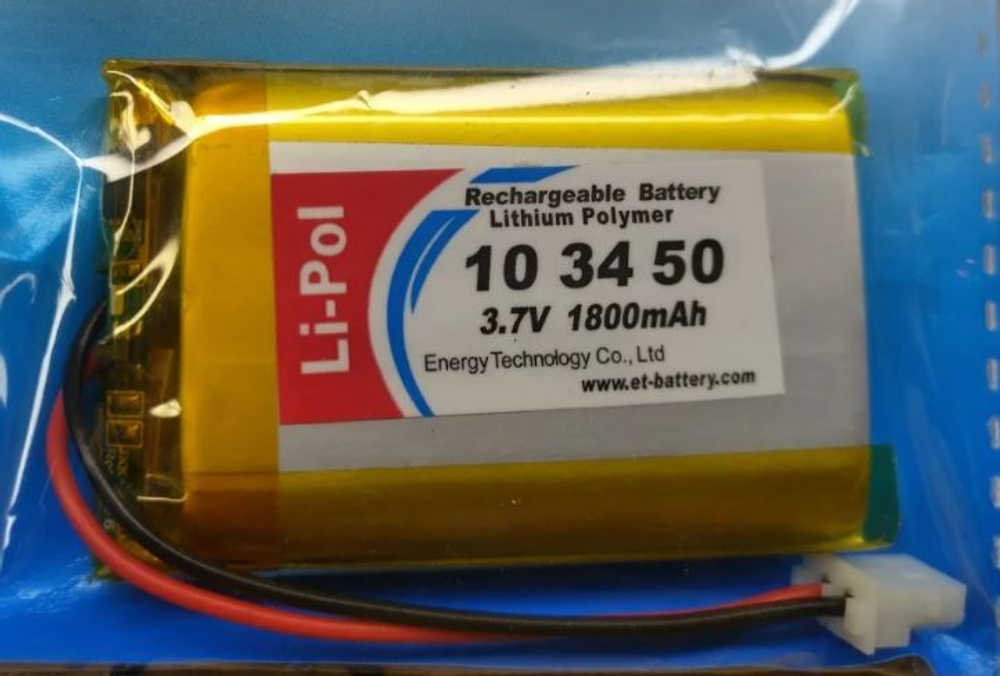 Li-Pol
Rechargeable Battery
Lithium Polymer
10 34 50
3.7V 1800mAh
Energy Technology Co., Ltd
www.et-battery.com